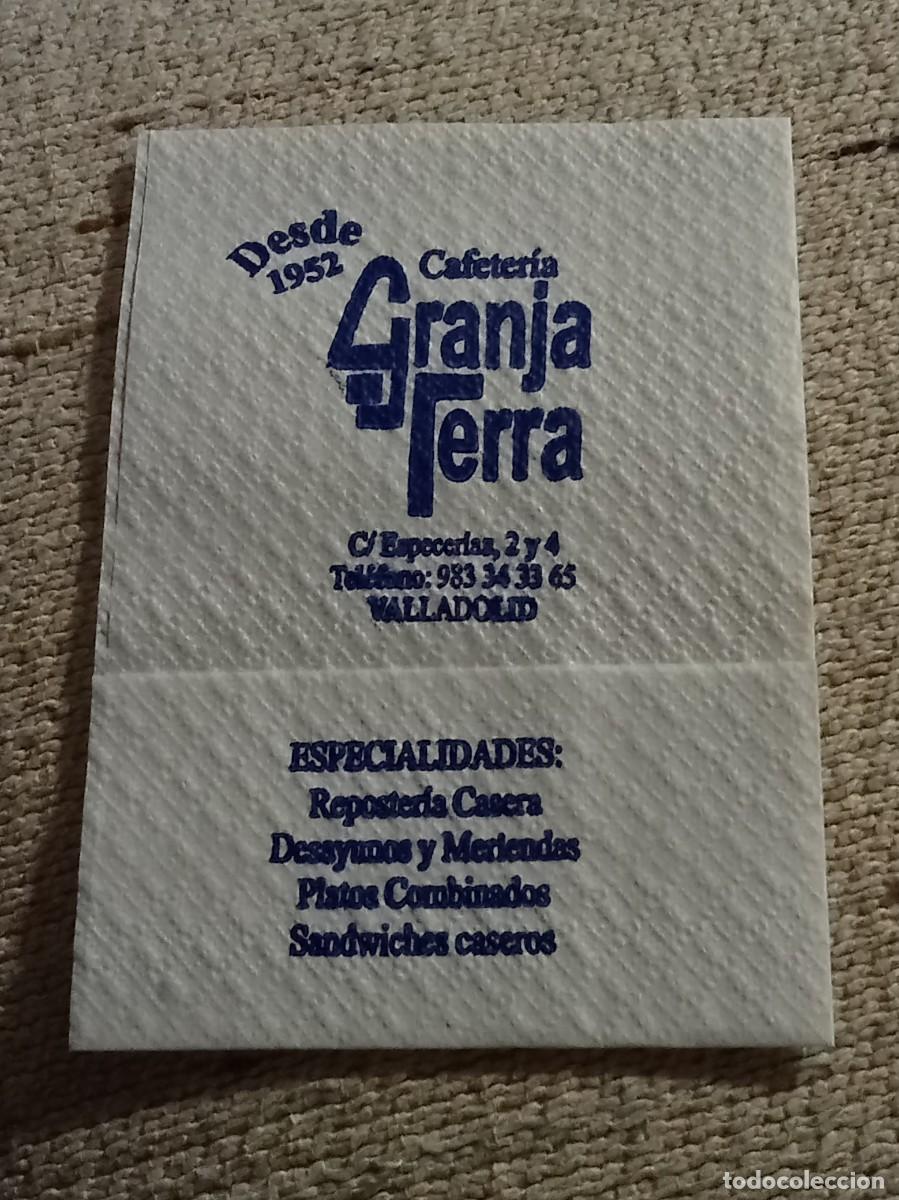 Desde
1952
Cafetería
Granja
Terra
C/ Especerías, 2 y 4
Teléfono: 983 34 33 65
VALLADOLID
ESPECIALIDADES:
Repostería Casera
Desayunos y Meriendas
Platos Combinados
Sandwiches caseros
todocoleccion